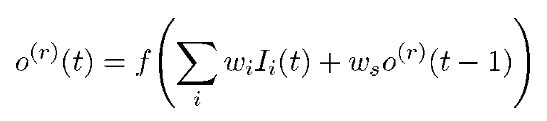 o^{(r)}(t) = f\left( \sum_i w_i I_i(t) + w_s o^{(r)}(t-1) \right)